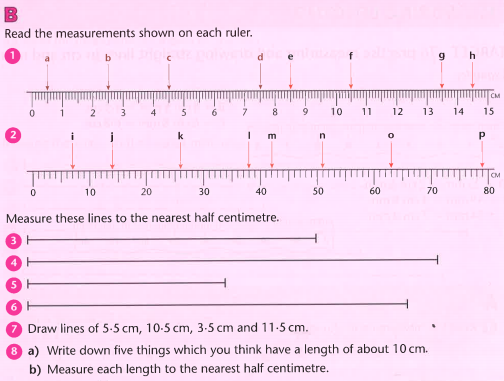 B
Read the measurements shown on each ruler.
1 a b c d e f g h
0 1 2 3 4 5 6 7 8 9 10 11 12 13 14 15 CM
2 i j k l m n o p
0 10 20 30 40 50 60 70 80 CM
Measure these lines to the nearest half centimetre.
3
4
5
6
7 Draw lines of 5·5 cm, 10·5 cm, 3·5 cm and 11·5 cm.
8 a) Write down five things which you think have a length of about 10 cm.
b) Measure each length to the nearest half centimetre.